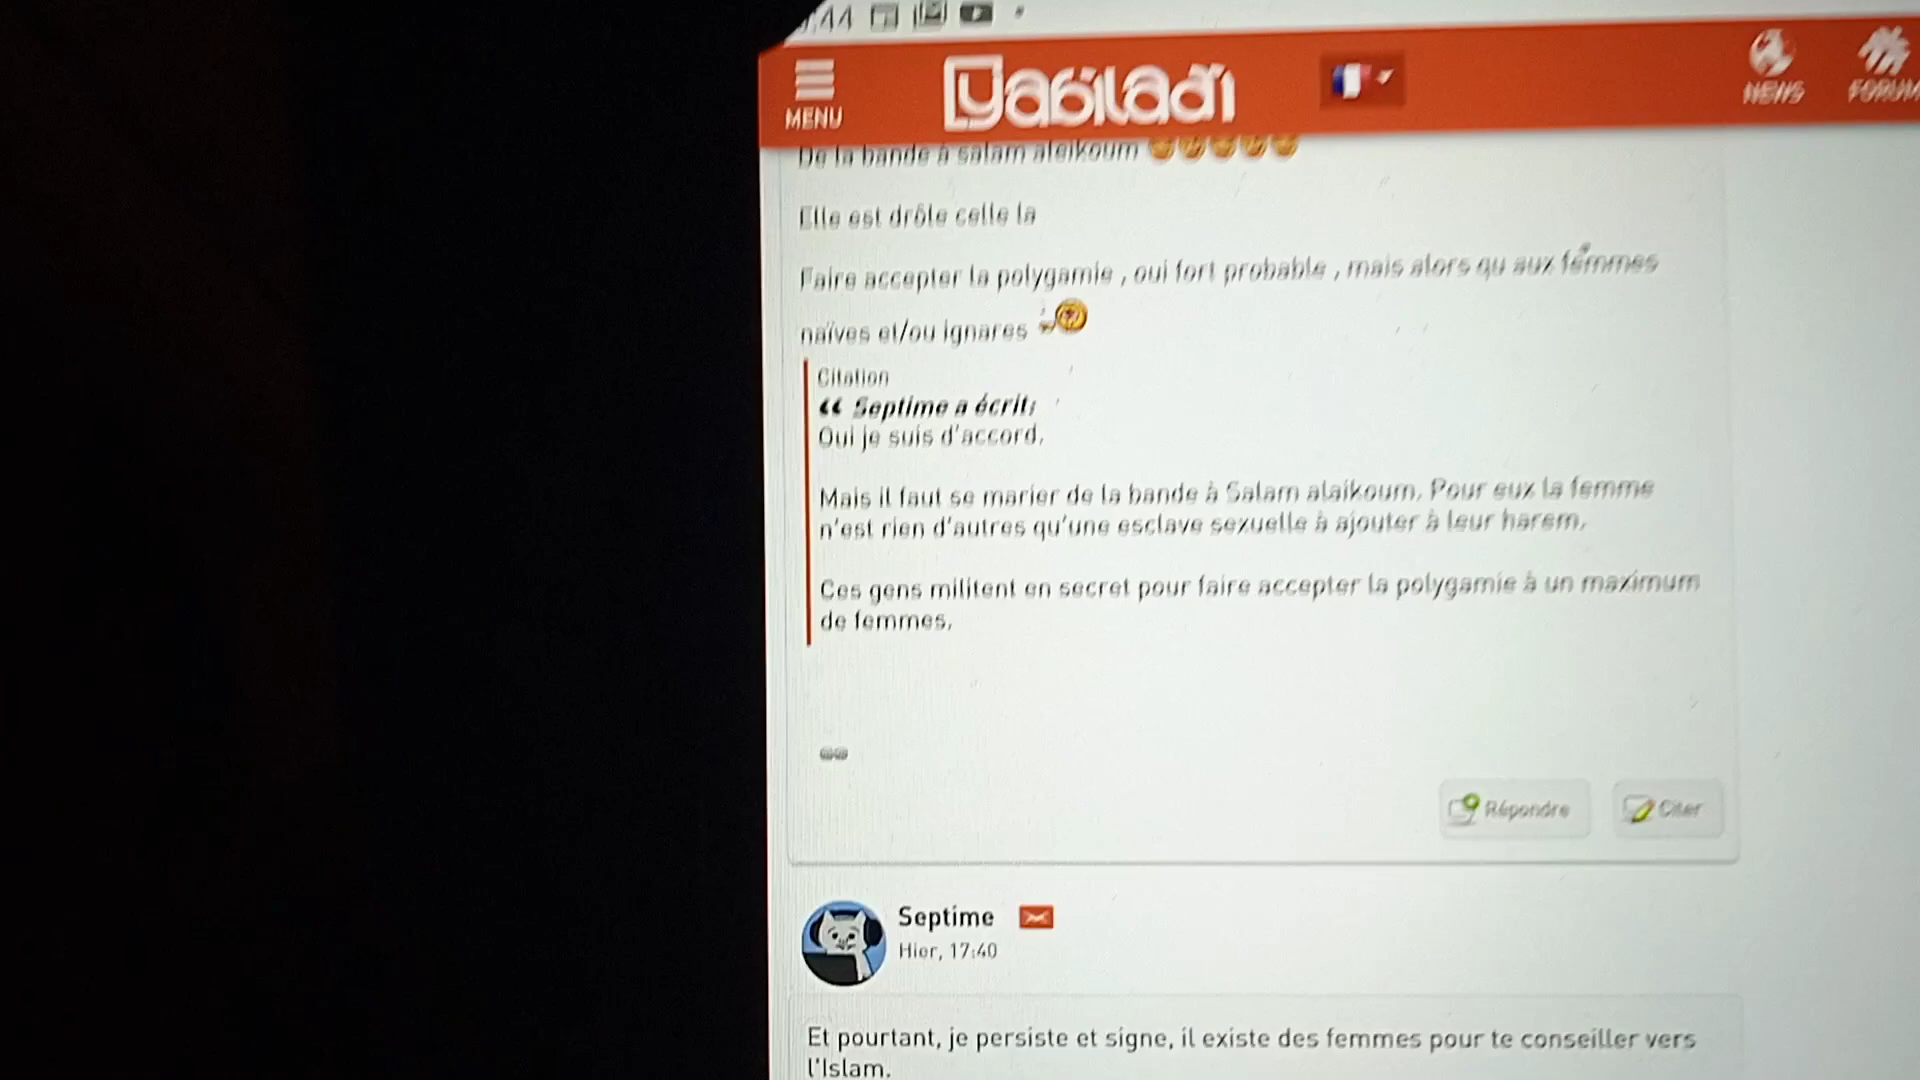 :44
MENU
Yabiladi
NEWS
FORUM
De la bande à salam aleikoum
Elle est drôle celle la
Faire accepter la polygamie , oui fort probable , mais alors qu aux femmes
naïves et/ou ignares
Citation
“ Septime a écrit:
Oui je suis d'accord.
Mais il faut se marier de la bande à Salam alaikoum. Pour eux la femme
n'est rien d'autres qu'une esclave sexuelle à ajouter à leur harem.
Ces gens militent en secret pour faire accepter la polygamie à un maximum
de femmes.
Répondre
Citer
Septime
Hier, 17:40
Et pourtant, je persiste et signe, il existe des femmes pour te conseiller vers
l'Islam.